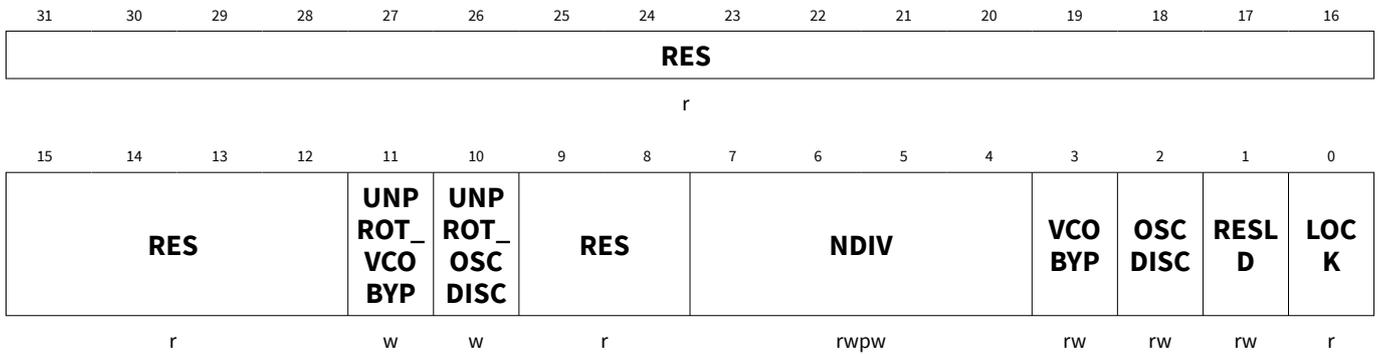 31 30 29 28 27 26 25 24 23 22 21 20 19 18 17 16
RES
r
15 14 13 12 11 10 9 8 7 6 5 4 3 2 1 0
RES
UNP
ROT_
VCO
BYP
UNP
ROT_
OSC
DISC
RES
NDIV
VCO
BYP
OSC
DISC
RESL
D
LOC
K
r w w r rwpw rw rw rw r